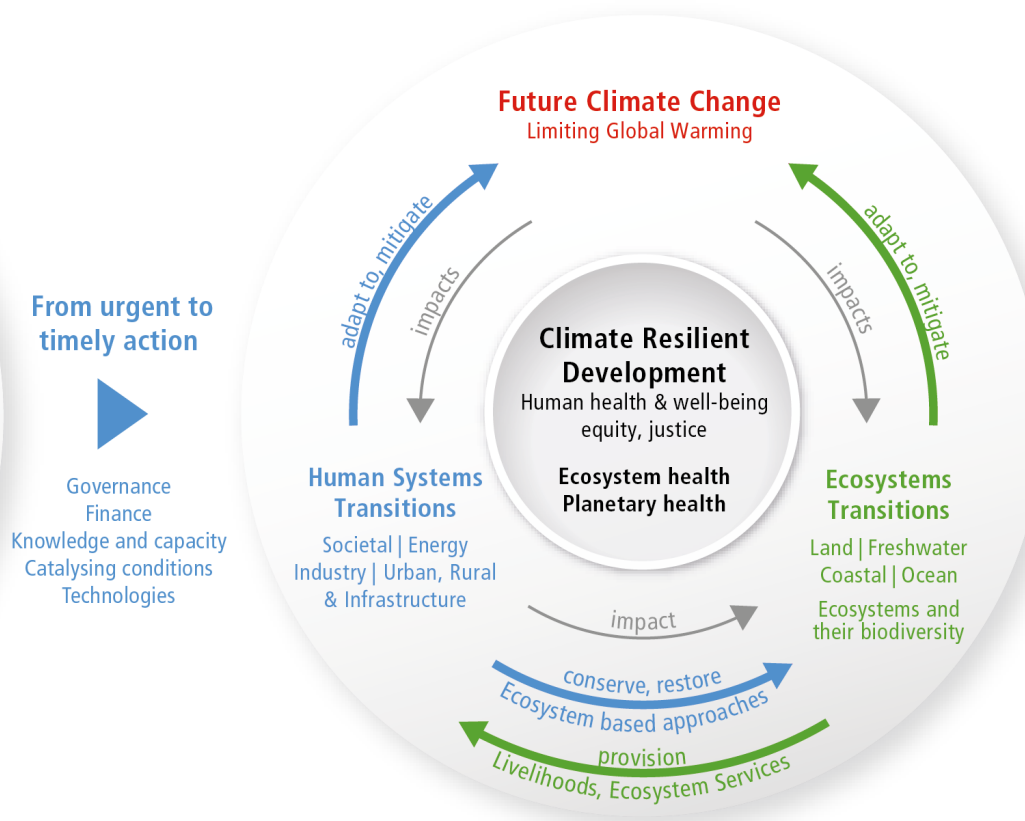 Future Climate Change
Limiting Global Warming
adapt to, mitigate
impacts
impacts
adapt to, mitigate
From urgent to
timely action
Governance
Finance
Knowledge and capacity
Catalysing conditions
Technologies
Climate Resilient
Development
Human health & well-being
equity, justice
Ecosystem health
Planetary health
Human Systems
Transitions
Societal | Energy
Industry | Urban, Rural
& Infrastructure
Ecosystems
Transitions
Land | Freshwater
Coastal | Ocean
Ecosystems and
their biodiversity
impact
conserve, restore
Ecosystem based approaches
provision
Livelihoods, Ecosystem Services